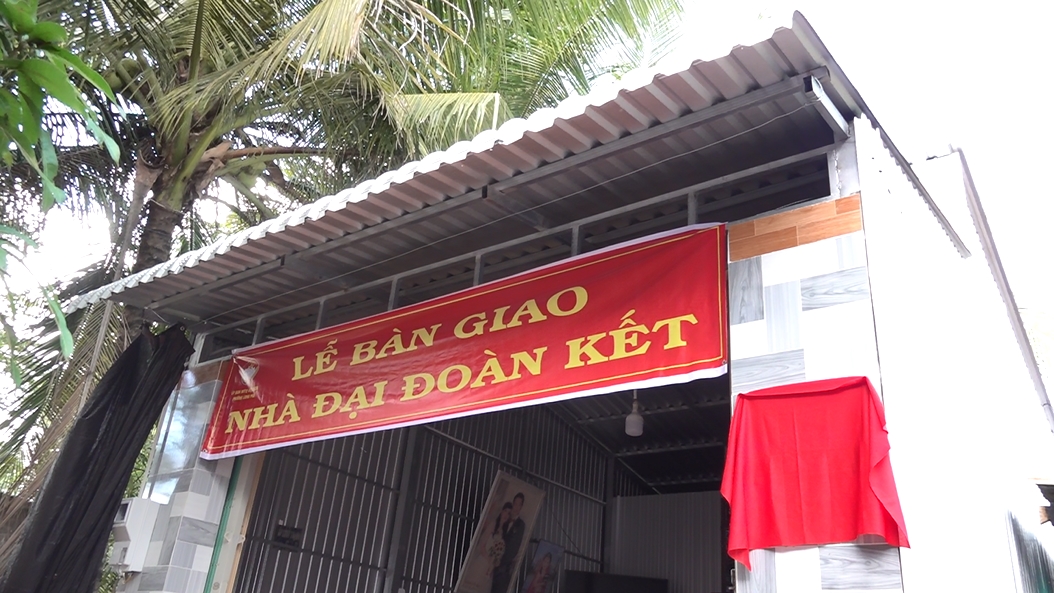 LỄ BÀN GIAO
NHÀ ĐẠI ĐOÀN KẾT